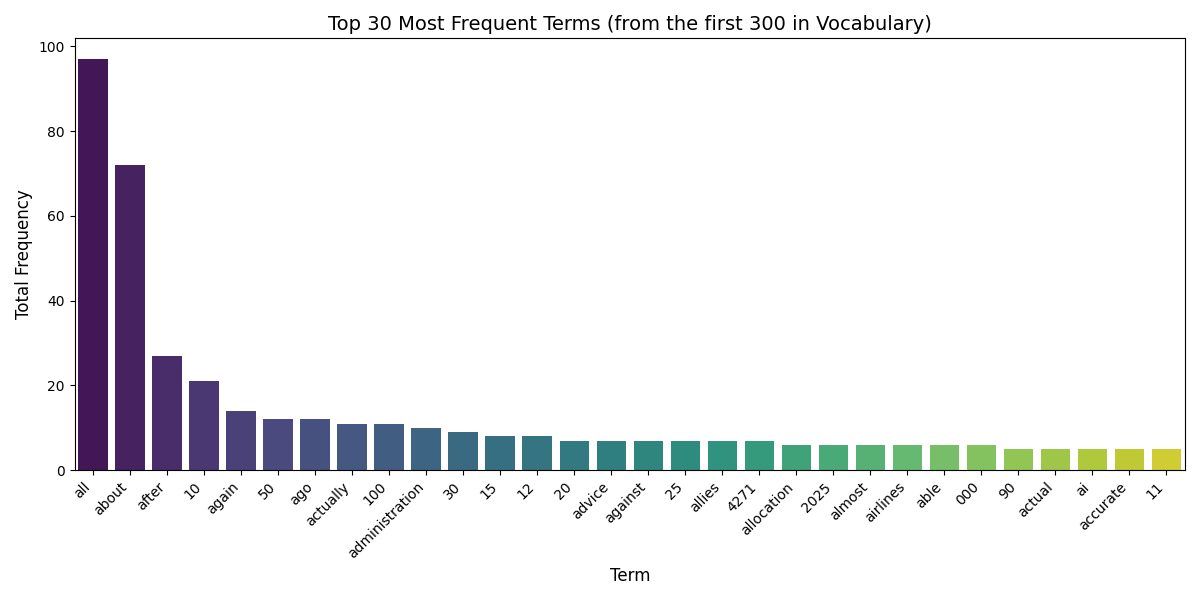 Top 30 Most Frequent Terms (from the first 300 in Vocabulary)
100
80
60
40
20
0
Total Frequency
all
about
after
10
again
50
ago
actually
100
administration
30
15
12
20
advice
against
25
allies
4271
allocation
2025
almost
airlines
able
000
90
actual
ai
accurate
11
Term